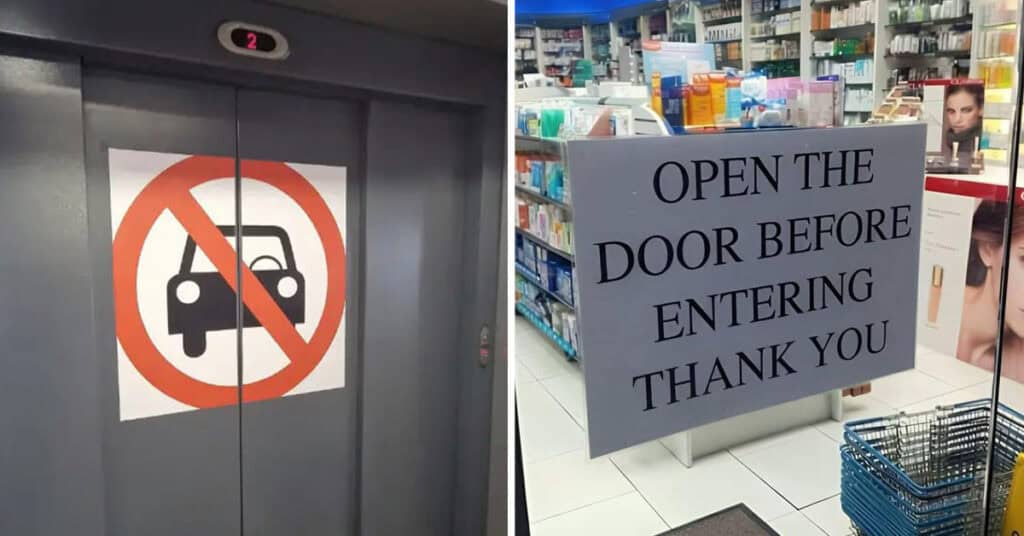 2
OPEN THE
DOOR BEFORE
ENTERING
THANK YOU